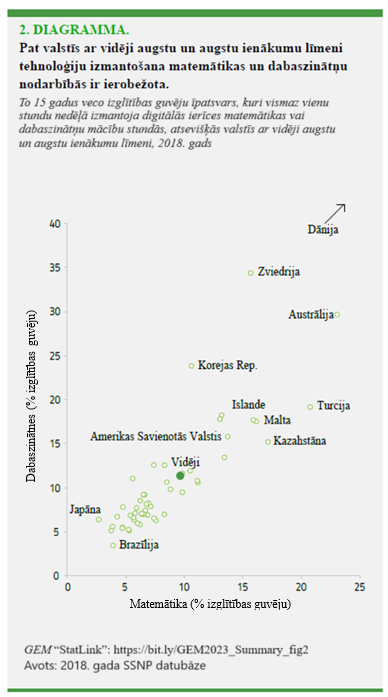 2. DIAGRAMMA.
Pat valstīs ar vidēji augstu un augstu ienākumu līmeni
tehnoloģiju izmantošana matemātikas un dabaszinātņu
nodarbībās ir ierobežota.
To 15 gadus veco izglītības guvēju īpatsvars, kuri vismaz vienu
stundu nedēļā izmantoja digitālās ierīces matemātikas vai
dabaszinātņu mācību stundās, atsevišķās valstīs ar vidēji augstu
un augstu ienākumu līmeni, 2018. gads
Dabaszinātnes (% izglītības guvēju)
40
35
30
25
20
15
10
5
0
Dānija
Zviedrija
Austrālija
Korejas Rep.
Islande
Turcija
Malta
Amerikas Savienotās Valstis
Kazahstāna
Vidēji
Japāna
Brazīlija
0
5
10
15
20
25
Matemātika (% izglītības guvēju)
GEM “StatLink”: https://bit.ly/GEM2023_Summary_fig2
Avots: 2018. gada SSNP datubāze